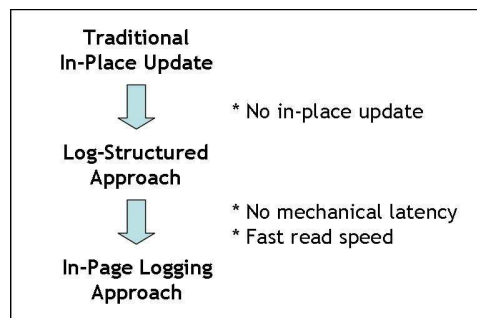 Traditional
In-Place Update
* No in-place update
Log-Structured
Approach
* No mechanical latency
* Fast read speed
In-Page Logging
Approach